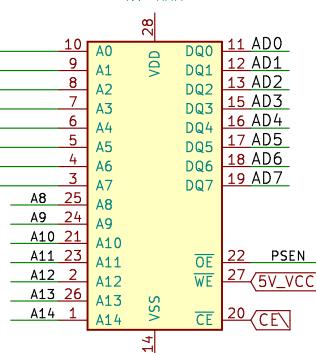 28
VDD
10 A0 DQ0 11 AD0
9 A1 DQ1 12 AD1
8 A2 DQ2 13 AD2
7 A3 DQ3 15 AD3
6 A4 DQ4 16 AD4
5 A5 DQ5 17 AD5
4 A6 DQ6 18 AD6
3 A7 DQ7 19 AD7
A8 25 A8
A9 24 A9
A10 21 A10
A11 23 A11 OE 22 PSEN
A12 2 A12 WE 27 5V_VCC
A13 26 A13
A14 1 A14 CE 20 CE\
VSS
14